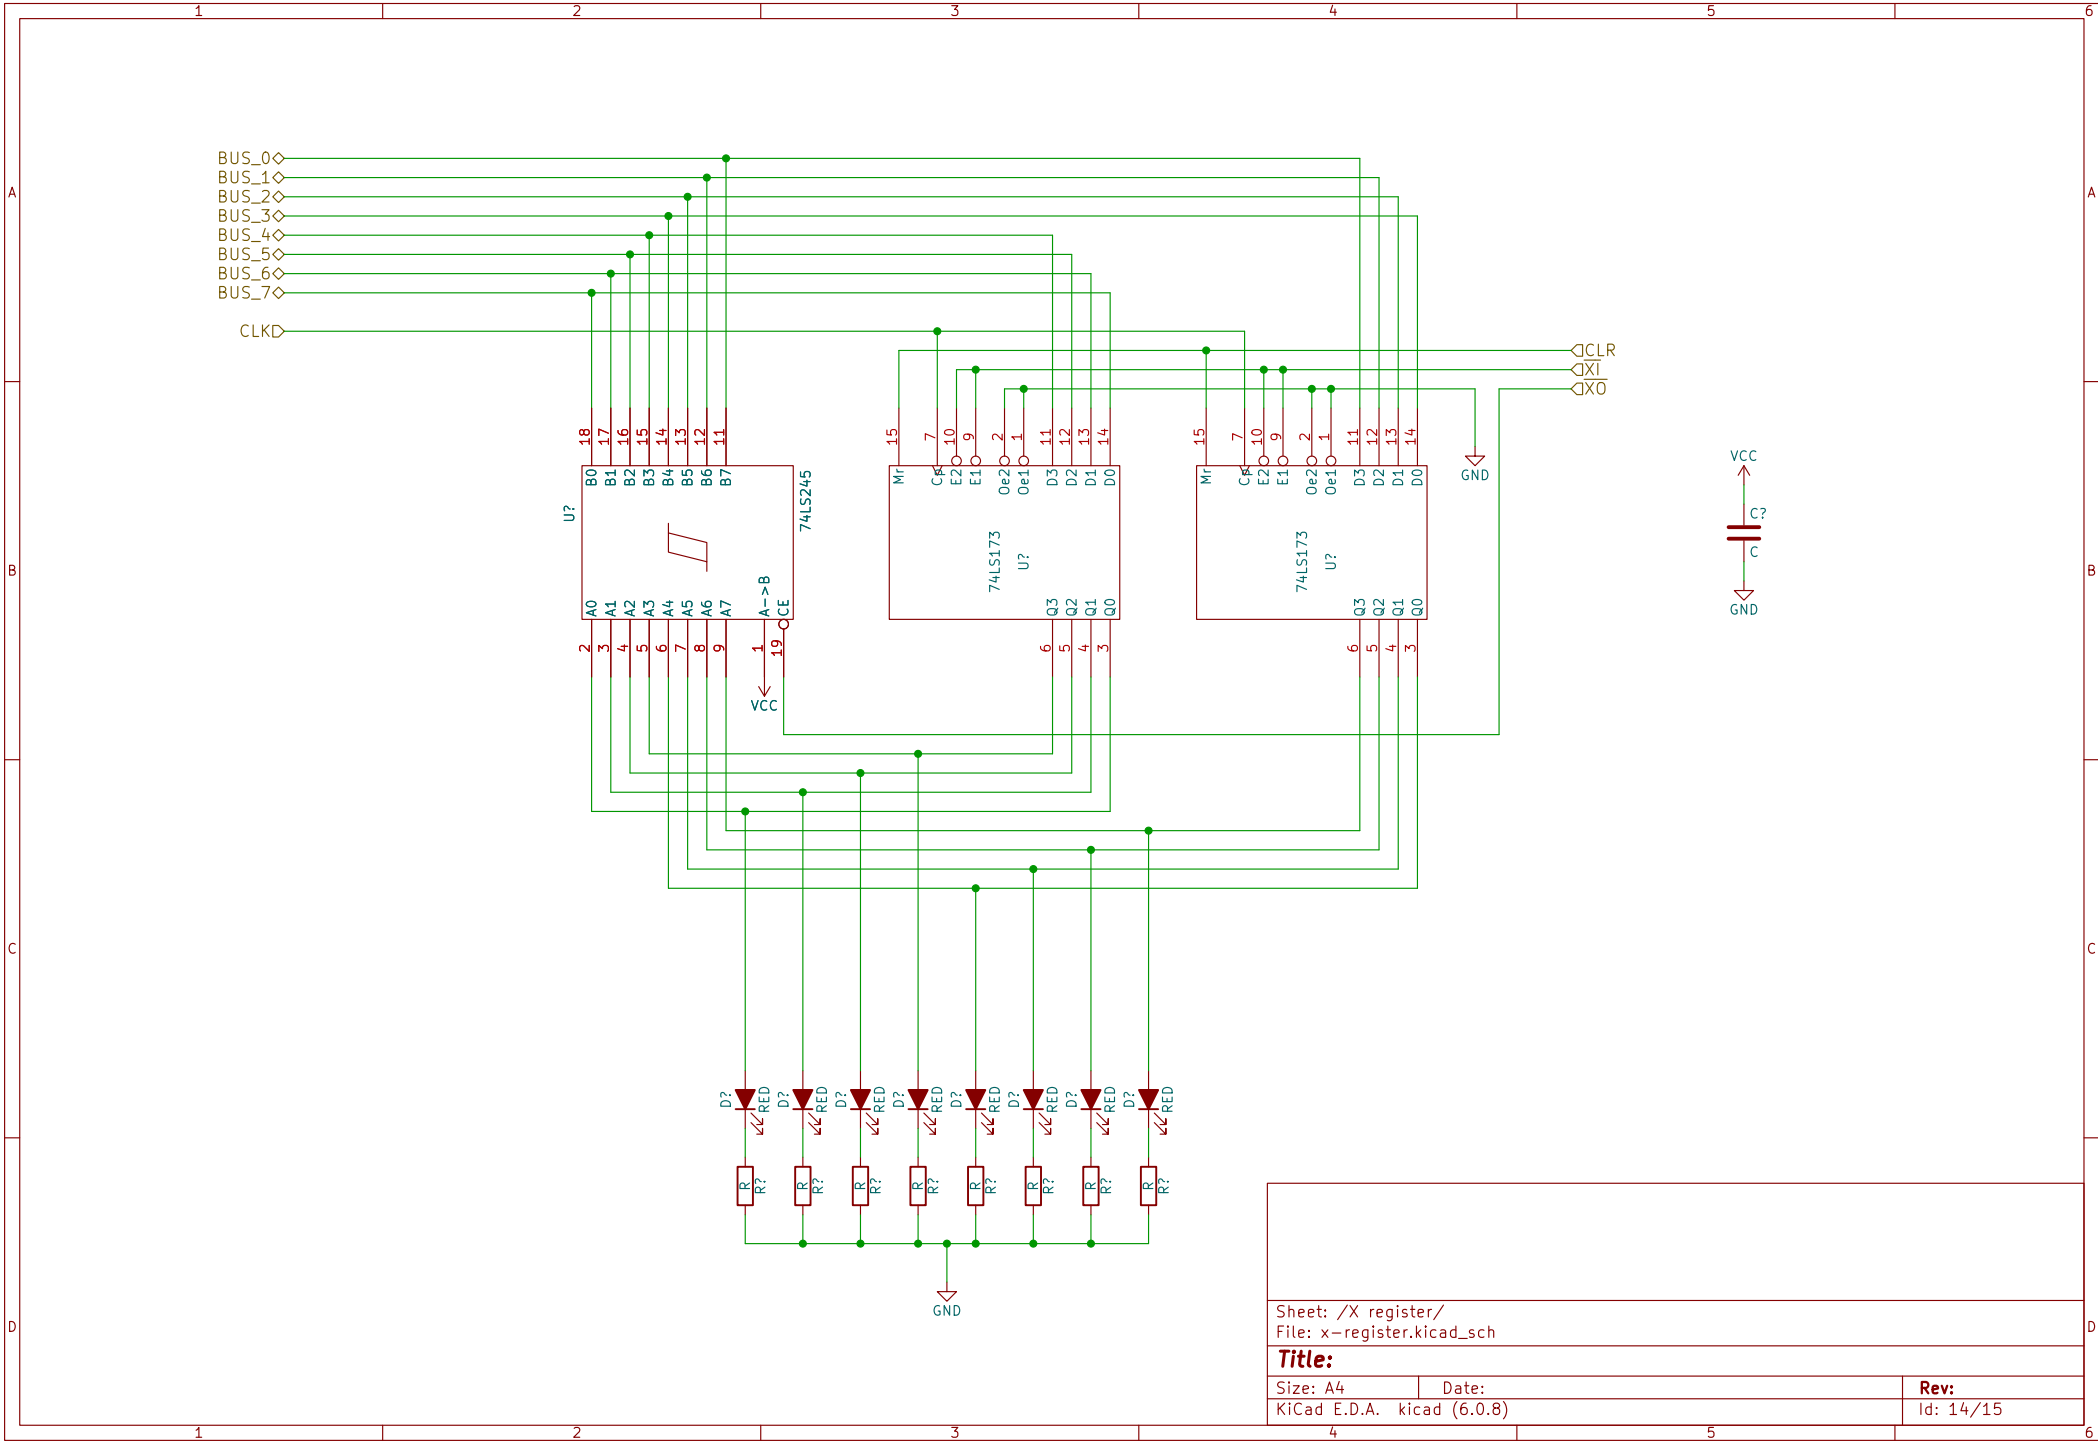 1 2 3 4 5 6
A
B
C
D
A
B
C
D
BUS_0
BUS_1
BUS_2
BUS_3
BUS_4
BUS_5
BUS_6
BUS_7
CLK
CLR
XI
XO
18 17 16 15 14 13 12 11
B0 B1 B2 B3 B4 B5 B6 B7
U?
74LS245
A0 A1 A2 A3 A4 A5 A6 A7 A->B CE
2 3 4 5 6 7 8 9 1 19
VCC
15 7 10 9 2 1 11 12 13 14
Mr Cp E2 E1 Oe2 Oe1 D3 D2 D1 D0
74LS173
U?
Q3 Q2 Q1 Q0
6 5 4 3
15 7 10 9 2 1 11 12 13 14
Mr Cp E2 E1 Oe2 Oe1 D3 D2 D1 D0
74LS173
U?
Q3 Q2 Q1 Q0
6 5 4 3
GND
VCC
C?
C
GND
D? RED D? RED D? RED D? RED D? RED D? RED D? RED D? RED
R R? R R? R R? R R? R R? R R? R R? R R?
GND
Sheet: /X register/
File: x-register.kicad_sch
Title:
Size: A4 Date: Rev:
KiCad E.D.A. kicad (6.0.8) Id: 14/15
1 2 3 4 5 6